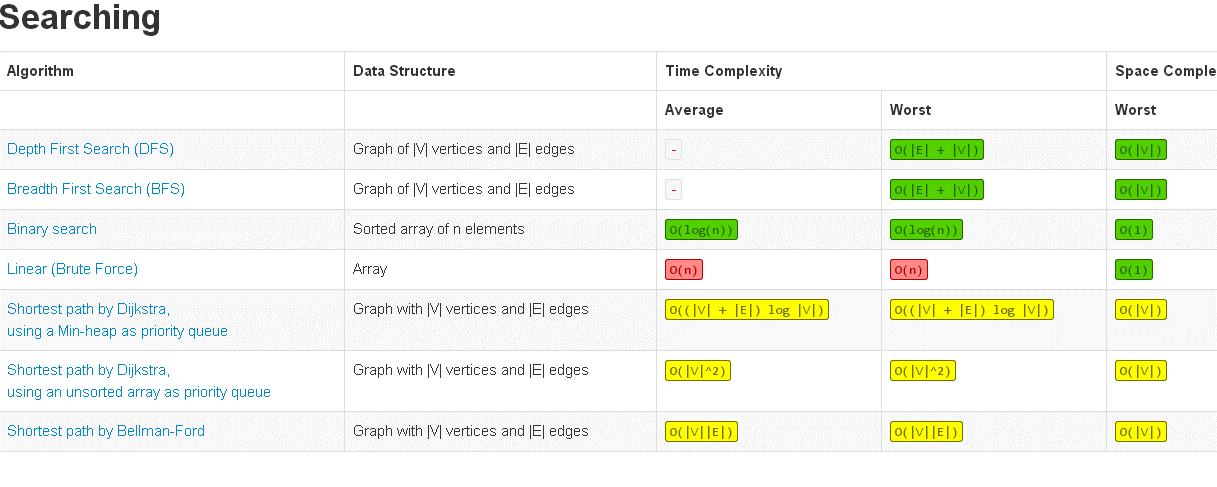 Searching
Algorithm Data Structure Time Complexity Space Comple
Average Worst Worst
Depth First Search (DFS) Graph of |V| vertices and |E| edges - O(|E| + |V|) O(|V|)
Breadth First Search (BFS) Graph of |V| vertices and |E| edges - O(|E| + |V|) O(|V|)
Binary search Sorted array of n elements O(log(n)) O(log(n)) O(1)
Linear (Brute Force) Array O(n) O(n) O(1)
Shortest path by Dijkstra, Graph with |V| vertices and |E| edges O((|V| + |E|) log |V|) O((|V| + |E|) log |V|) O(|V|)
using a Min-heap as priority queue
Shortest path by Dijkstra, Graph with |V| vertices and |E| edges O(|V|^2) O(|V|^2) O(|V|)
using an unsorted array as priority queue
Shortest path by Bellman-Ford Graph with |V| vertices and |E| edges O(|V||E|) O(|V||E|) O(|V|)